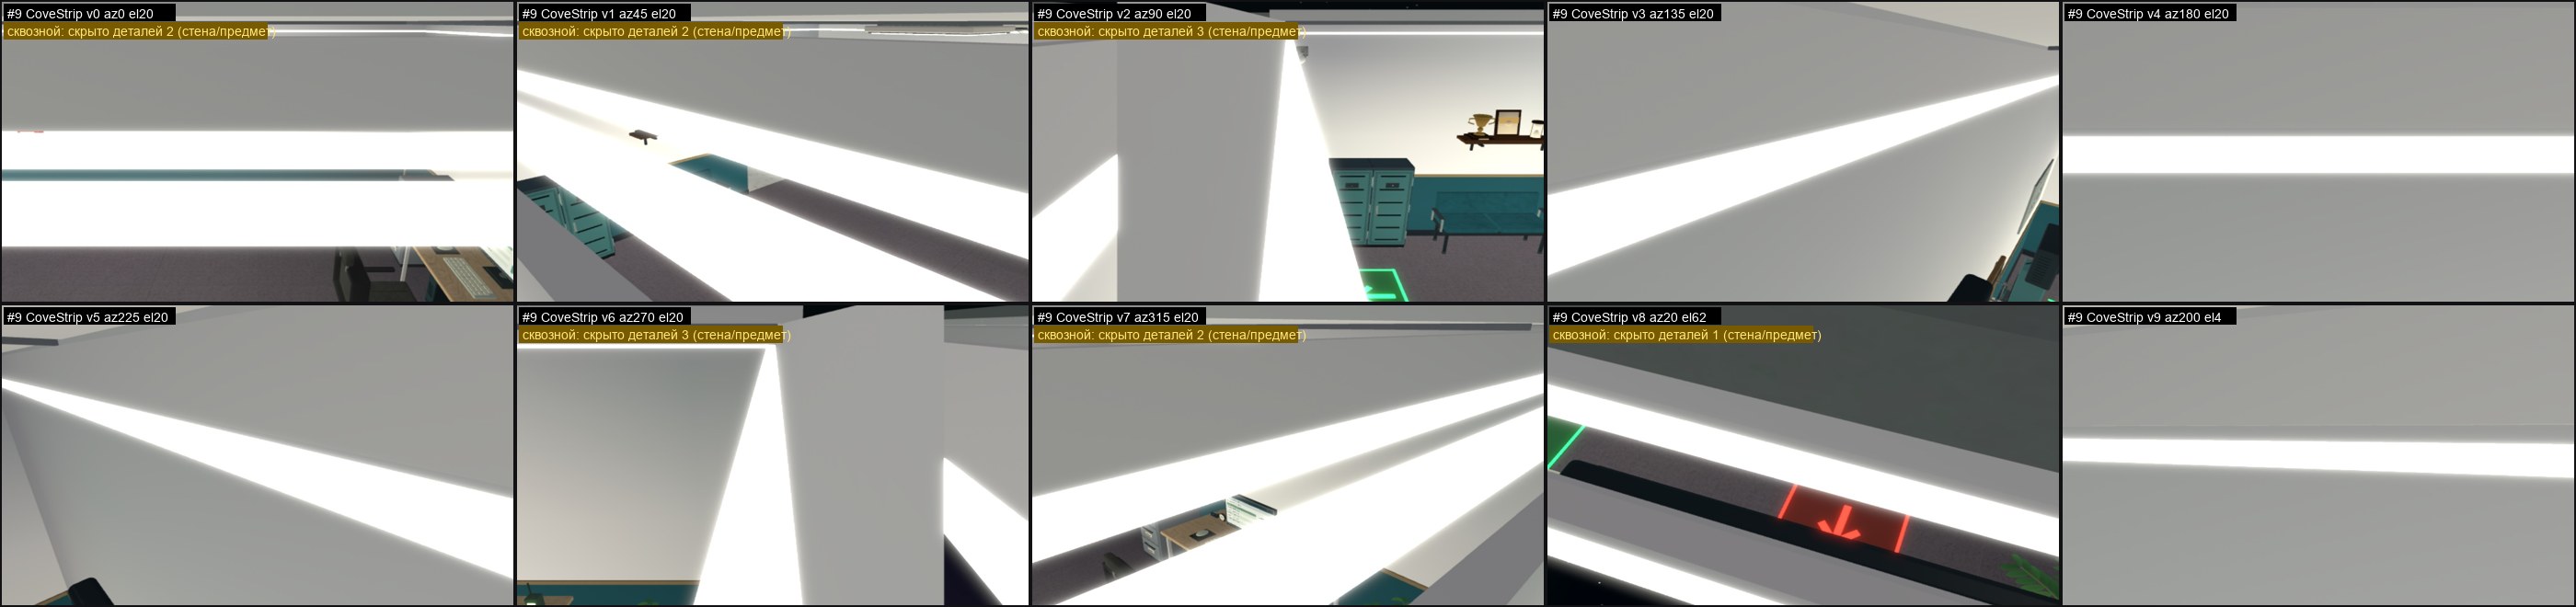 #9 CoveStrip v0 az0 el20
сквозной: скрыто деталей 2 (стена/предмет)
#9 CoveStrip v1 az45 el20
сквозной: скрыто деталей 2 (стена/предмет)
#9 CoveStrip v2 az90 el20
сквозной: скрыто деталей 3 (стена/предмет)
#9 CoveStrip v3 az135 el20
#9 CoveStrip v4 az180 el20
#9 CoveStrip v5 az225 el20
#9 CoveStrip v6 az270 el20
сквозной: скрыто деталей 3 (стена/предмет)
#9 CoveStrip v7 az315 el20
сквозной: скрыто деталей 2 (стена/предмет)
#9 CoveStrip v8 az20 el62
сквозной: скрыто деталей 1 (стена/предмет)
#9 CoveStrip v9 az200 el4